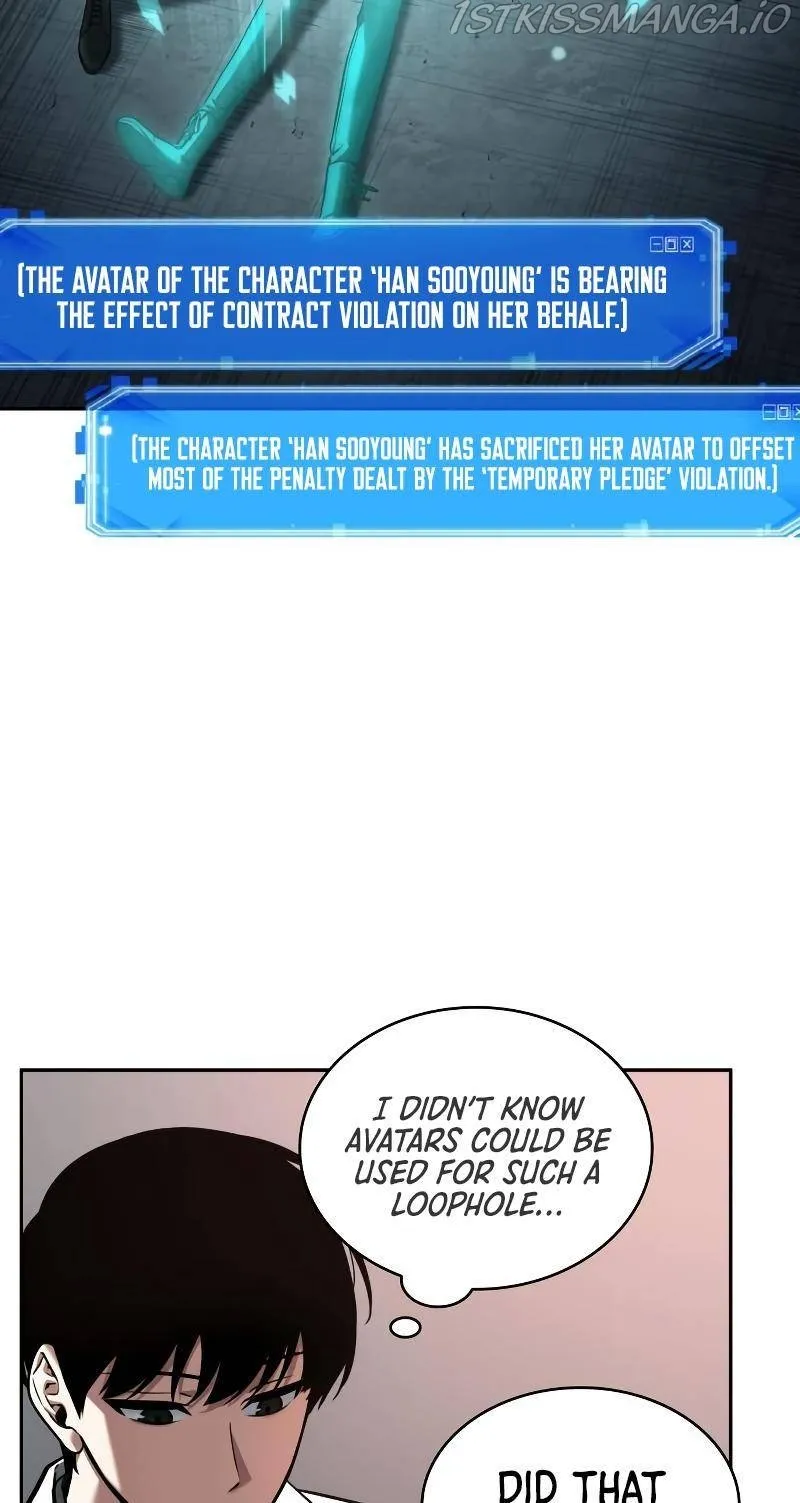 1STKISSMANGA.IO
[THE AVATAR OF THE CHARACTER ‘HAN SOOYOUNG’ IS BEARING
THE EFFECT OF CONTRACT VIOLATION ON HER BEHALF.]
[THE CHARACTER ‘HAN SOOYOUNG’ HAS SACRIFICED HER AVATAR TO OFFSET
MOST OF THE PENALTY DEALT BY THE ‘TEMPORARY PLEDGE’ VIOLATION.]
I DIDN'T KNOW
AVATARS COULD BE
USED FOR SUCH A
LOOPHOLE...
DID THAT